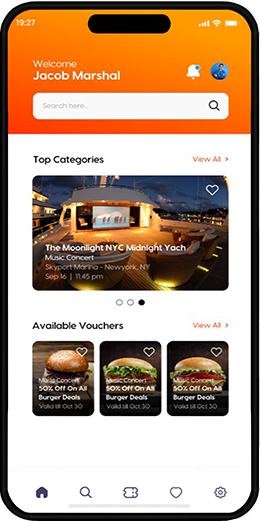 19:27
Welcome
Jacob Marshal
Search here...
Top Categories
View All >
The Moonlight NYC Midnight Yach
Music Concert
Skyport Marina - Newyork, NY
Sep 16 | 11:45 pm
Available Vouchers
View All >
Music Concert
50% Off On All
Burger Deals
Valid till Oct 30
Music Concert
50% Off On All
Burger Deals
Valid till Oct 30
Music Concert
50% Off On All
Burger Deals
Valid till Oct 30